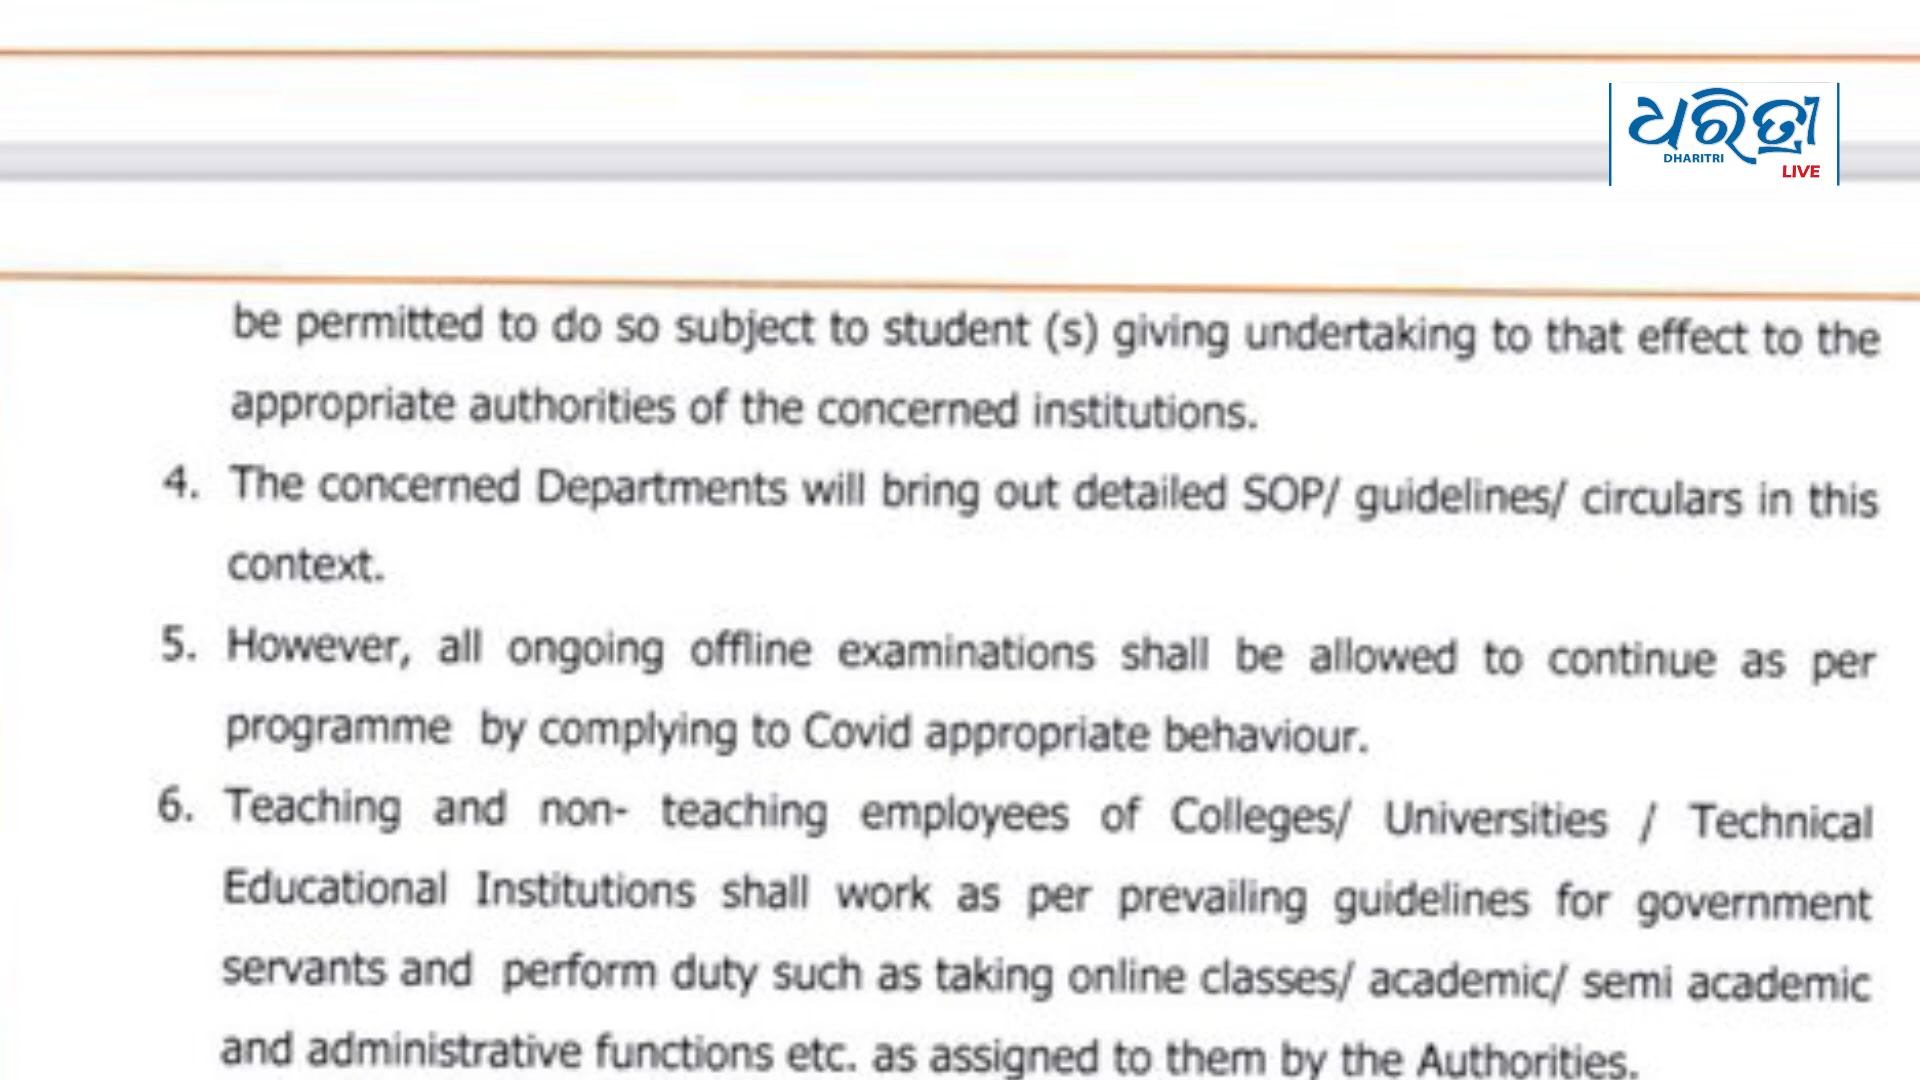 ଧରିତ୍ରୀ
DHARITRI
LIVE
be permitted to do so subject to student (s) giving undertaking to that effect to the
appropriate authorities of the concerned institutions.
4. The concerned Departments will bring out detailed SOP/ guidelines/ circulars in this
context.
5. However, all ongoing offline examinations shall be allowed to continue as per
programme by complying to Covid appropriate behaviour.
6. Teaching and non- teaching employees of Colleges/ Universities / Technical
Educational Institutions shall work as per prevailing guidelines for government
servants and perform duty such as taking online classes/ academic/ semi academic
and administrative functions etc. as assigned to them by the Authorities.